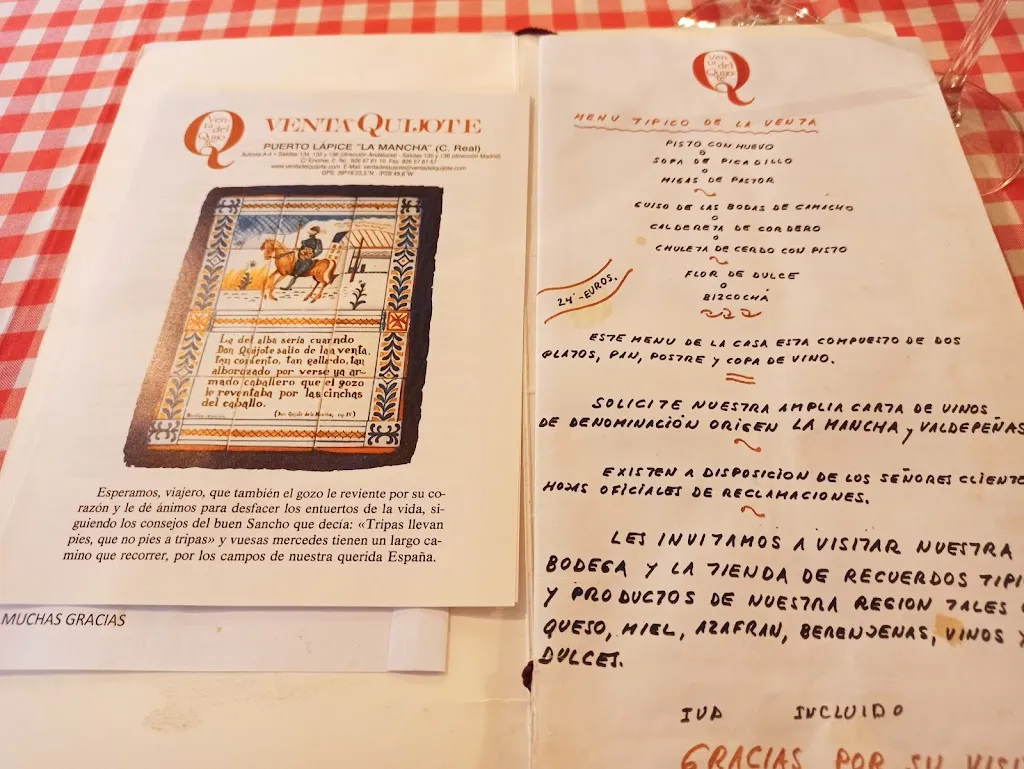 Venta del Quijote
VENTA QUIJOTE
PUERTO LÁPICE "LA MANCHA" (C. Real)
La del alba sería cuando
Don Quijote salio de la venta,
tan contento, tan gallardo, tan
alborozado por verse ya ar-
mado caballero que el gozo
le reventaba por las cinchas
del caballo.
Esperamos, viajero, que también el gozo le reviente por su co-
razón y le dé ánimos para desfacer los entuertos de la vida, si-
guiendo los consejos del buen Sancho que decía: «Tripas llevan
pies, que no pies a tripas» y vuesas mercedes tienen un largo ca-
mino que recorrer, por los campos de nuestra querida España.
MUCHAS GRACIAS
Venta del Quijote
MENU TIPICO DE LA VENTA
PISTO CON HUEVO
o
SOPA DE PICADILLO
o
MIGAS DE PASTOR
GUISO DE LAS BODAS DE CAMACHO
o
CALDERETA DE CORDERO
o
CHULETA DE CERDO CON PISTO
FLOR DE DULCE
o
BIZCOCHÁ
24'-EUROS.
ESTE MENU DE LA CASA ESTA COMPUESTO DE DOS
PLATOS, PAN, POSTRE Y COPA DE VINO.
SOLICITE NUESTRA AMPLIA CARTA DE VINOS
DE DENOMINACIÓN ORIGEN LA MANCHA y VALDEPEÑAS
EXISTEN A DISPOSICION DE LOS SEÑORES CLIENTE
HOJAS OFICIALES DE RECLAMACIONES.
LES INVITAMOS A VISITAR NUESTRA
BODEGA Y LA TIENDA DE RECUERDOS TIPI
Y PRODUCTOS DE NUESTRA REGION TALES
QUESO, MIEL, AZAFRAN, BERENJENAS, VINOS Y
DULCES.
IVA INCLUIDO
GRACIAS POR SU VISI